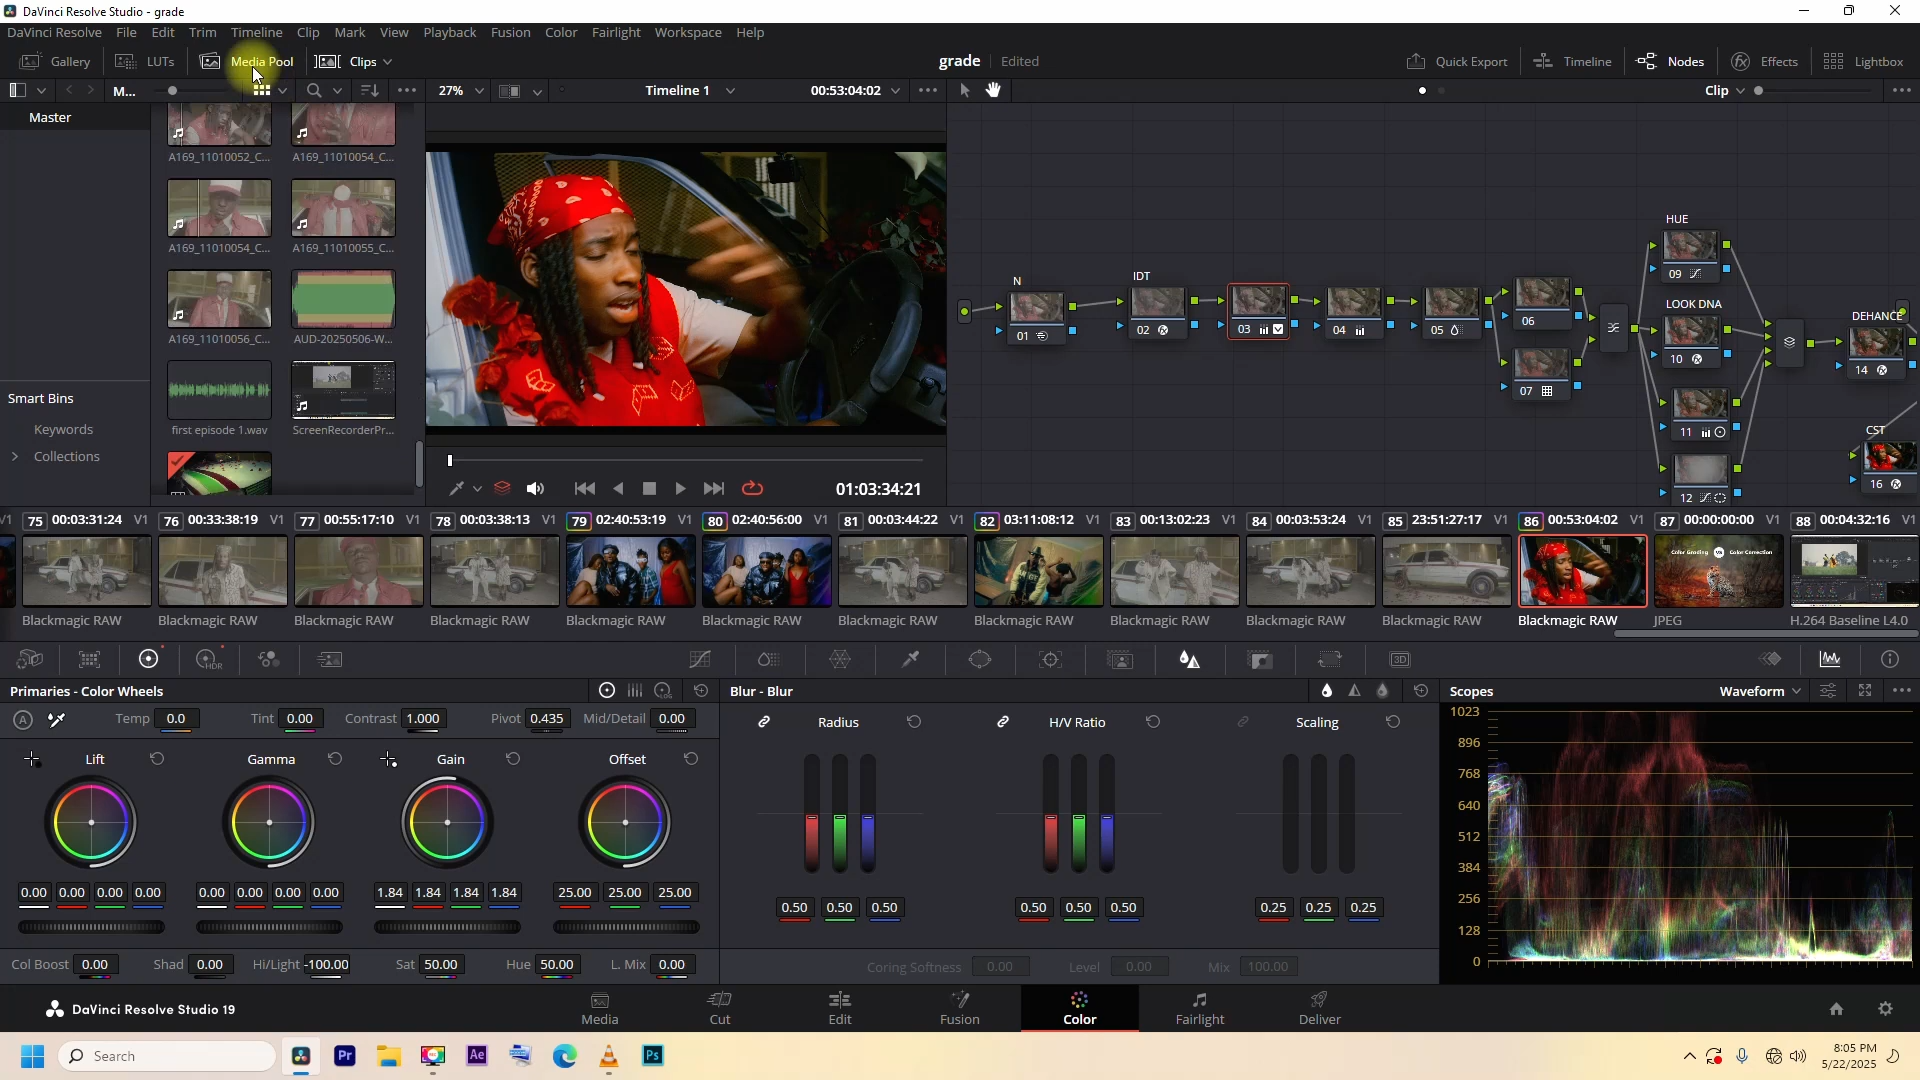 DaVinci Resolve Studio - grade
DaVinci Resolve File Edit Trim Timeline Clip Mark View Playback Fusion Color Fairlight Workspace Help
Gallery LUTs Media Pool Clips grade Edited Quick Export Timeline Nodes Effects Lightbox
M... 27% Timeline 1 00:53:04:02 Clip
Master
A169_11010052_C... A169_11010054_C...
A169_11010054_C... A169_11010055_C...
A169_11010056_C... AUD-20250506-W...
first episode 1.wav ScreenRecorderPr...
Smart Bins
Keywords
Collections
01:03:34:21
N
01
IDT
02
03
04
05
06
07
HUE
09
LOOK DNA
10
11
12
DEHANCE
14
CST
16
V1 75 00:03:31:24 V1 76 00:33:38:19 V1 77 00:55:17:10 V1 78 00:03:38:13 V1 79 02:40:53:19 V1 80 02:40:56:00 V1 81 00:03:44:22 V1 82 03:11:08:12 V1 83 00:13:02:23 V1 84 00:03:53:24 V1 85 23:51:27:17 V1 86 00:53:04:02 V1 87 00:00:00:00 V1 88 00:04:32:16 V1
Color Grading VS Color Correction
Blackmagic RAW Blackmagic RAW Blackmagic RAW Blackmagic RAW Blackmagic RAW Blackmagic RAW Blackmagic RAW Blackmagic RAW Blackmagic RAW Blackmagic RAW Blackmagic RAW Blackmagic RAW JPEG H.264 Baseline L4.0
HDR 3D
Primaries - Color Wheels LOG
A Temp 0.0 Tint 0.00 Contrast 1.000 Pivot 0.435 Mid/Detail 0.00
Lift Gamma Gain Offset
0.00 0.00 0.00 0.00 0.00 0.00 0.00 0.00 1.84 1.84 1.84 1.84 25.00 25.00 25.00
Col Boost 0.00 Shad 0.00 Hi/Light -100.00 Sat 50.00 Hue 50.00 L. Mix 0.00
Blur - Blur
Radius H/V Ratio Scaling
0.50 0.50 0.50 0.50 0.50 0.50 0.25 0.25 0.25
Coring Softness 0.00 Level 0.00 Mix 100.00
Scopes Waveform
1023
896
768
640
512
384
256
128
0
DaVinci Resolve Studio 19 Media Cut Edit Fusion Color Fairlight Deliver
Search Pr Ae Ps
8:05 PM
5/22/2025